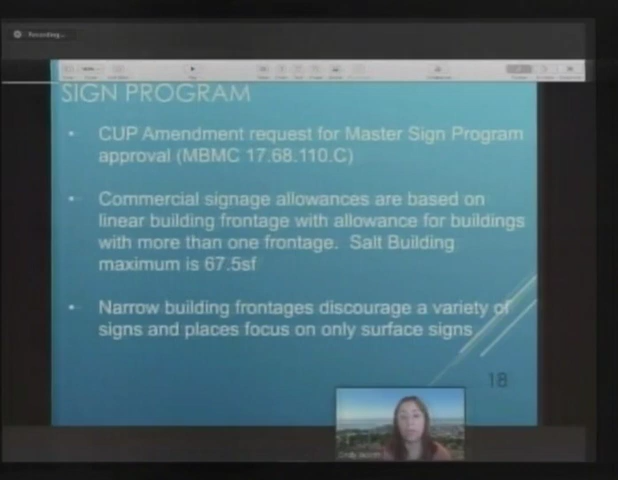 Recording...
SIGN PROGRAM
• CUP Amendment request for Master Sign Program
approval (MBMC 17.68.110.C)
• Commercial signage allowances are based on
linear building frontage with allowance for buildings
with more than one frontage. Salt Building
maximum is 67.5sf
• Narrow building frontages discourage a variety of
signs and places focus on only surface signs
18